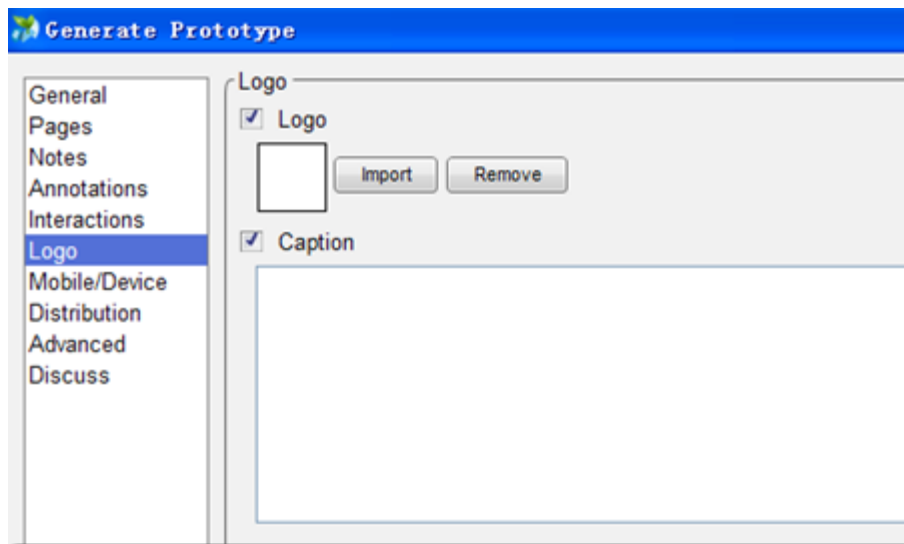 Generate Prototype
General
Pages
Notes
Annotations
Interactions
Logo
Mobile/Device
Distribution
Advanced
Discuss
Logo
Logo
Import Remove
Caption